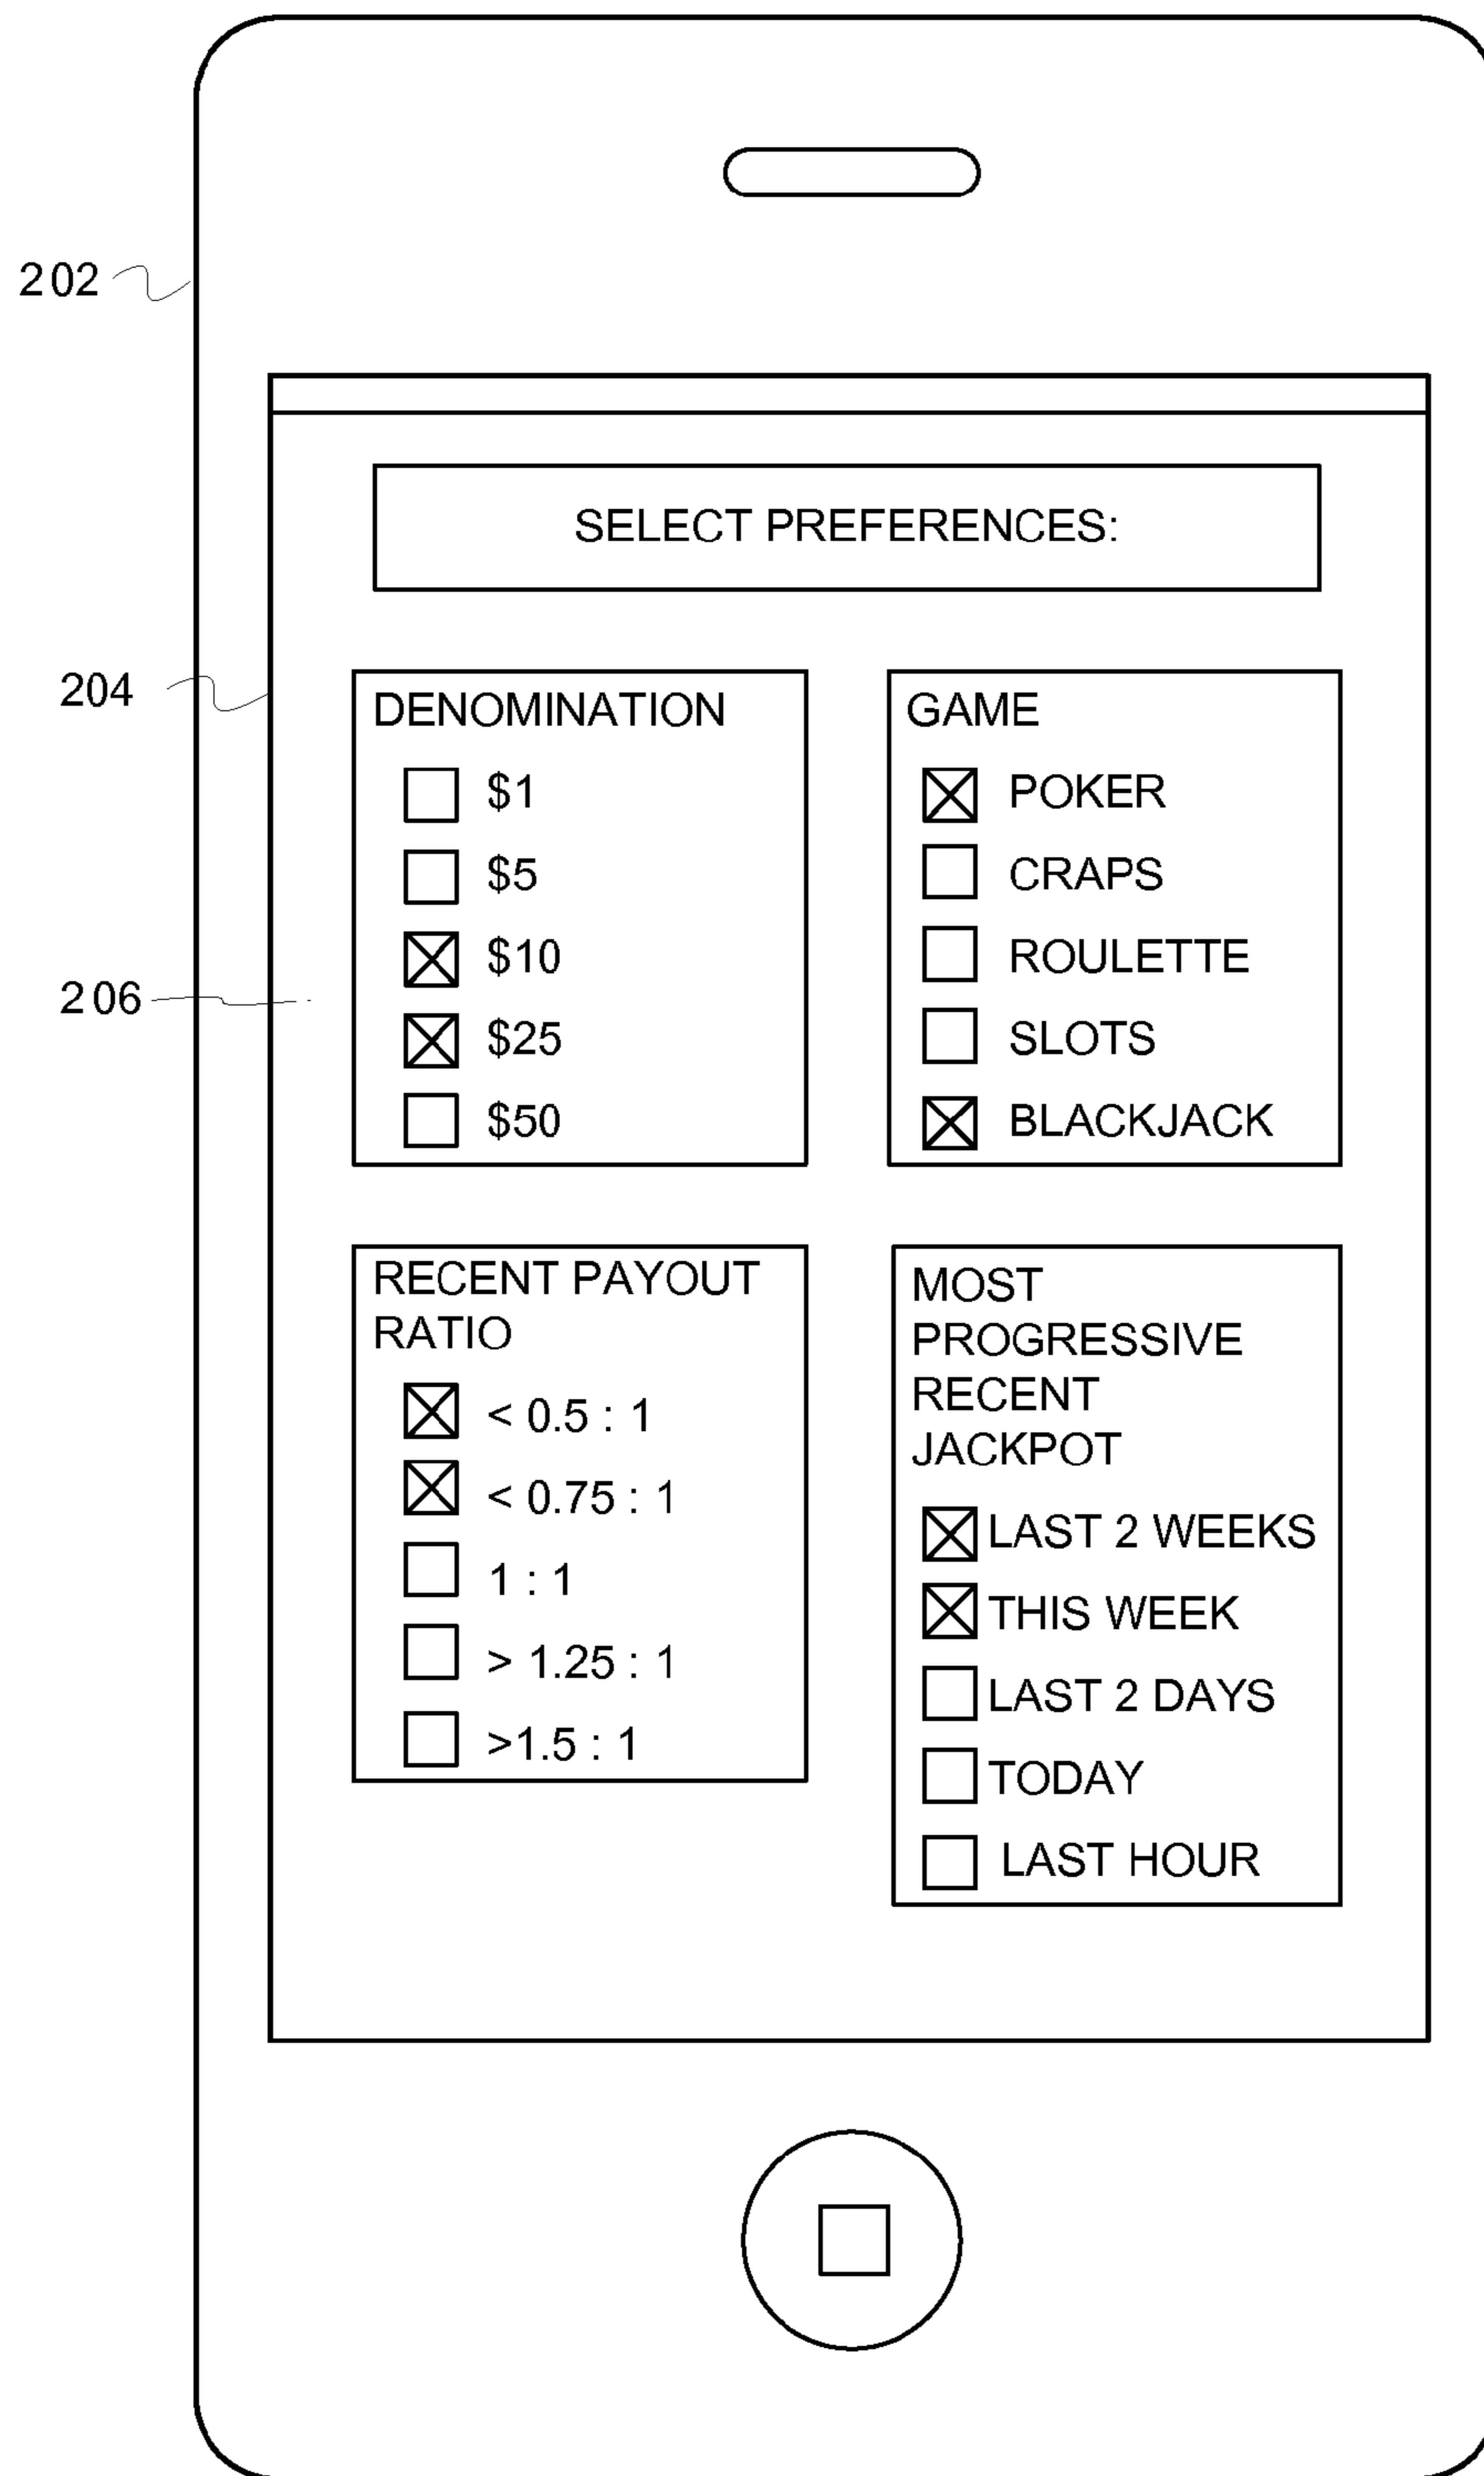 202
SELECT PREFERENCES:
204
DENOMINATION
$1
$5
$10
$25
$50
206
GAME
POKER
CRAPS
ROULETTE
SLOTS
BLACKJACK
RECENT PAYOUT
RATIO
< 0.5 : 1
< 0.75 : 1
1 : 1
> 1.25 : 1
>1.5 : 1
MOST
PROGRESSIVE
RECENT
JACKPOT
LAST 2 WEEKS
THIS WEEK
LAST 2 DAYS
TODAY
LAST HOUR